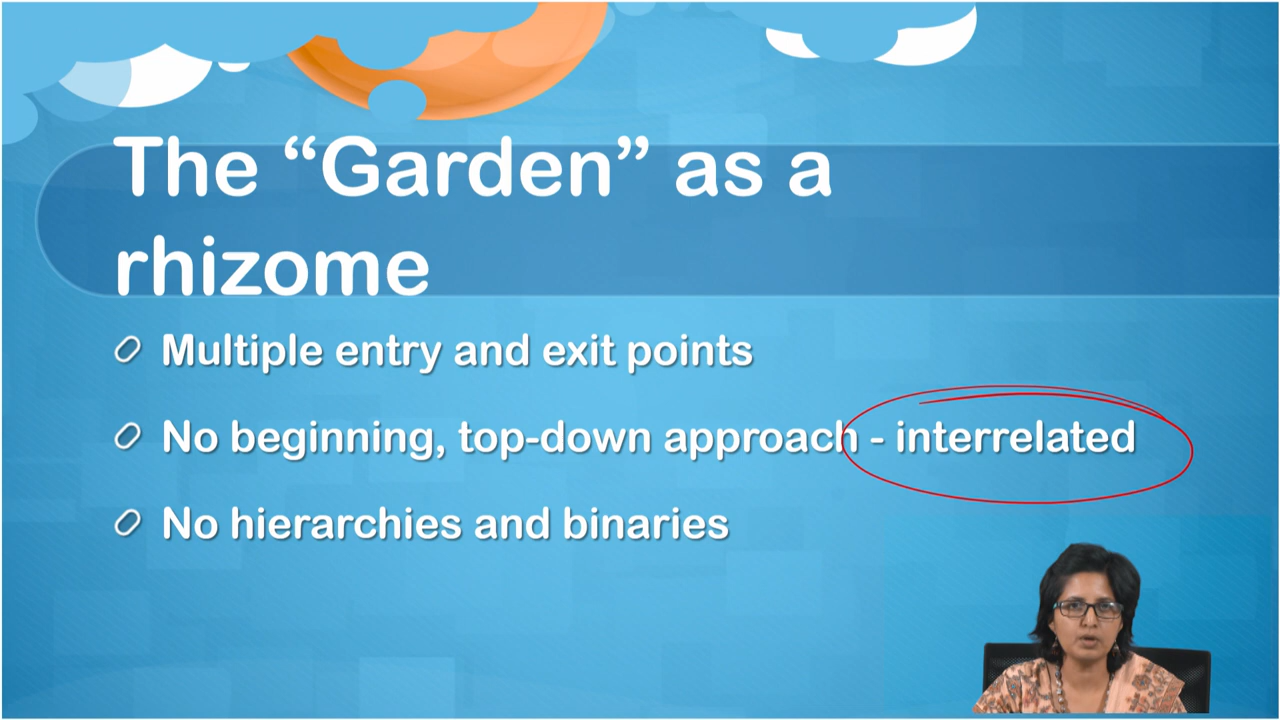 The “Garden” as a
rhizome
Multiple entry and exit points
No beginning, top-down approach - interrelated
No hierarchies and binaries